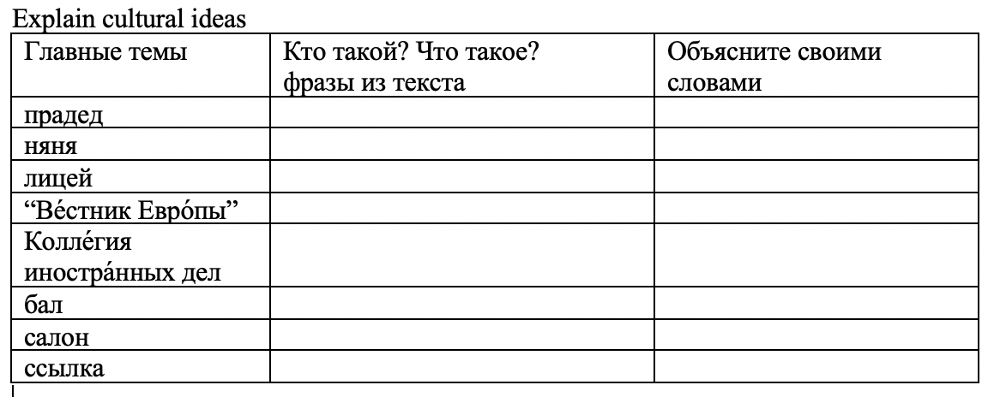 Explain cultural ideas
Главные темы
Кто такой? Что такое?
фразы из текста
Объясните своими
словами
прадед
няня
лицей
“Ве́стник Евро́пы”
Колле́гия
иностра́нных дел
бал
салон
ссылка